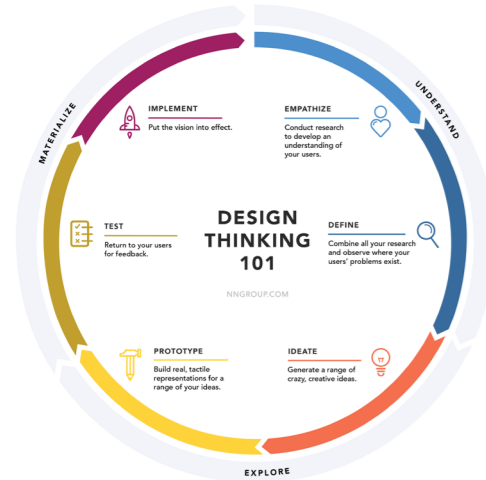 DESIGN
THINKING
101
NNGROUP.COM
UNDERSTAND
EMPATHIZE
Conduct research
to develop an
understanding of
your users.
DEFINE
Combine all your research
and observe where your
users' problems exist.
EXPLORE
IDEATE
Generate a range of
crazy, creative ideas.
PROTOTYPE
Build real, tactile
representations for a
range of your ideas.
MATERIALIZE
TEST
Return to your users
for feedback.
IMPLEMENT
Put the vision into effect.